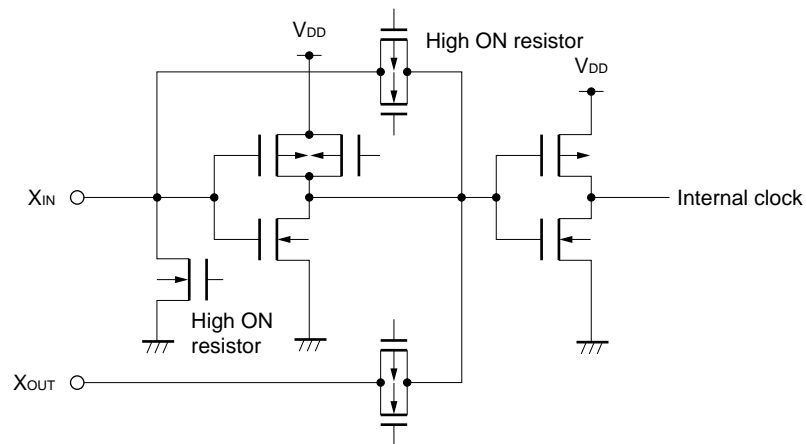 VDD
High ON resistor
VDD
XIN
Internal clock
High ON
resistor
XOUT